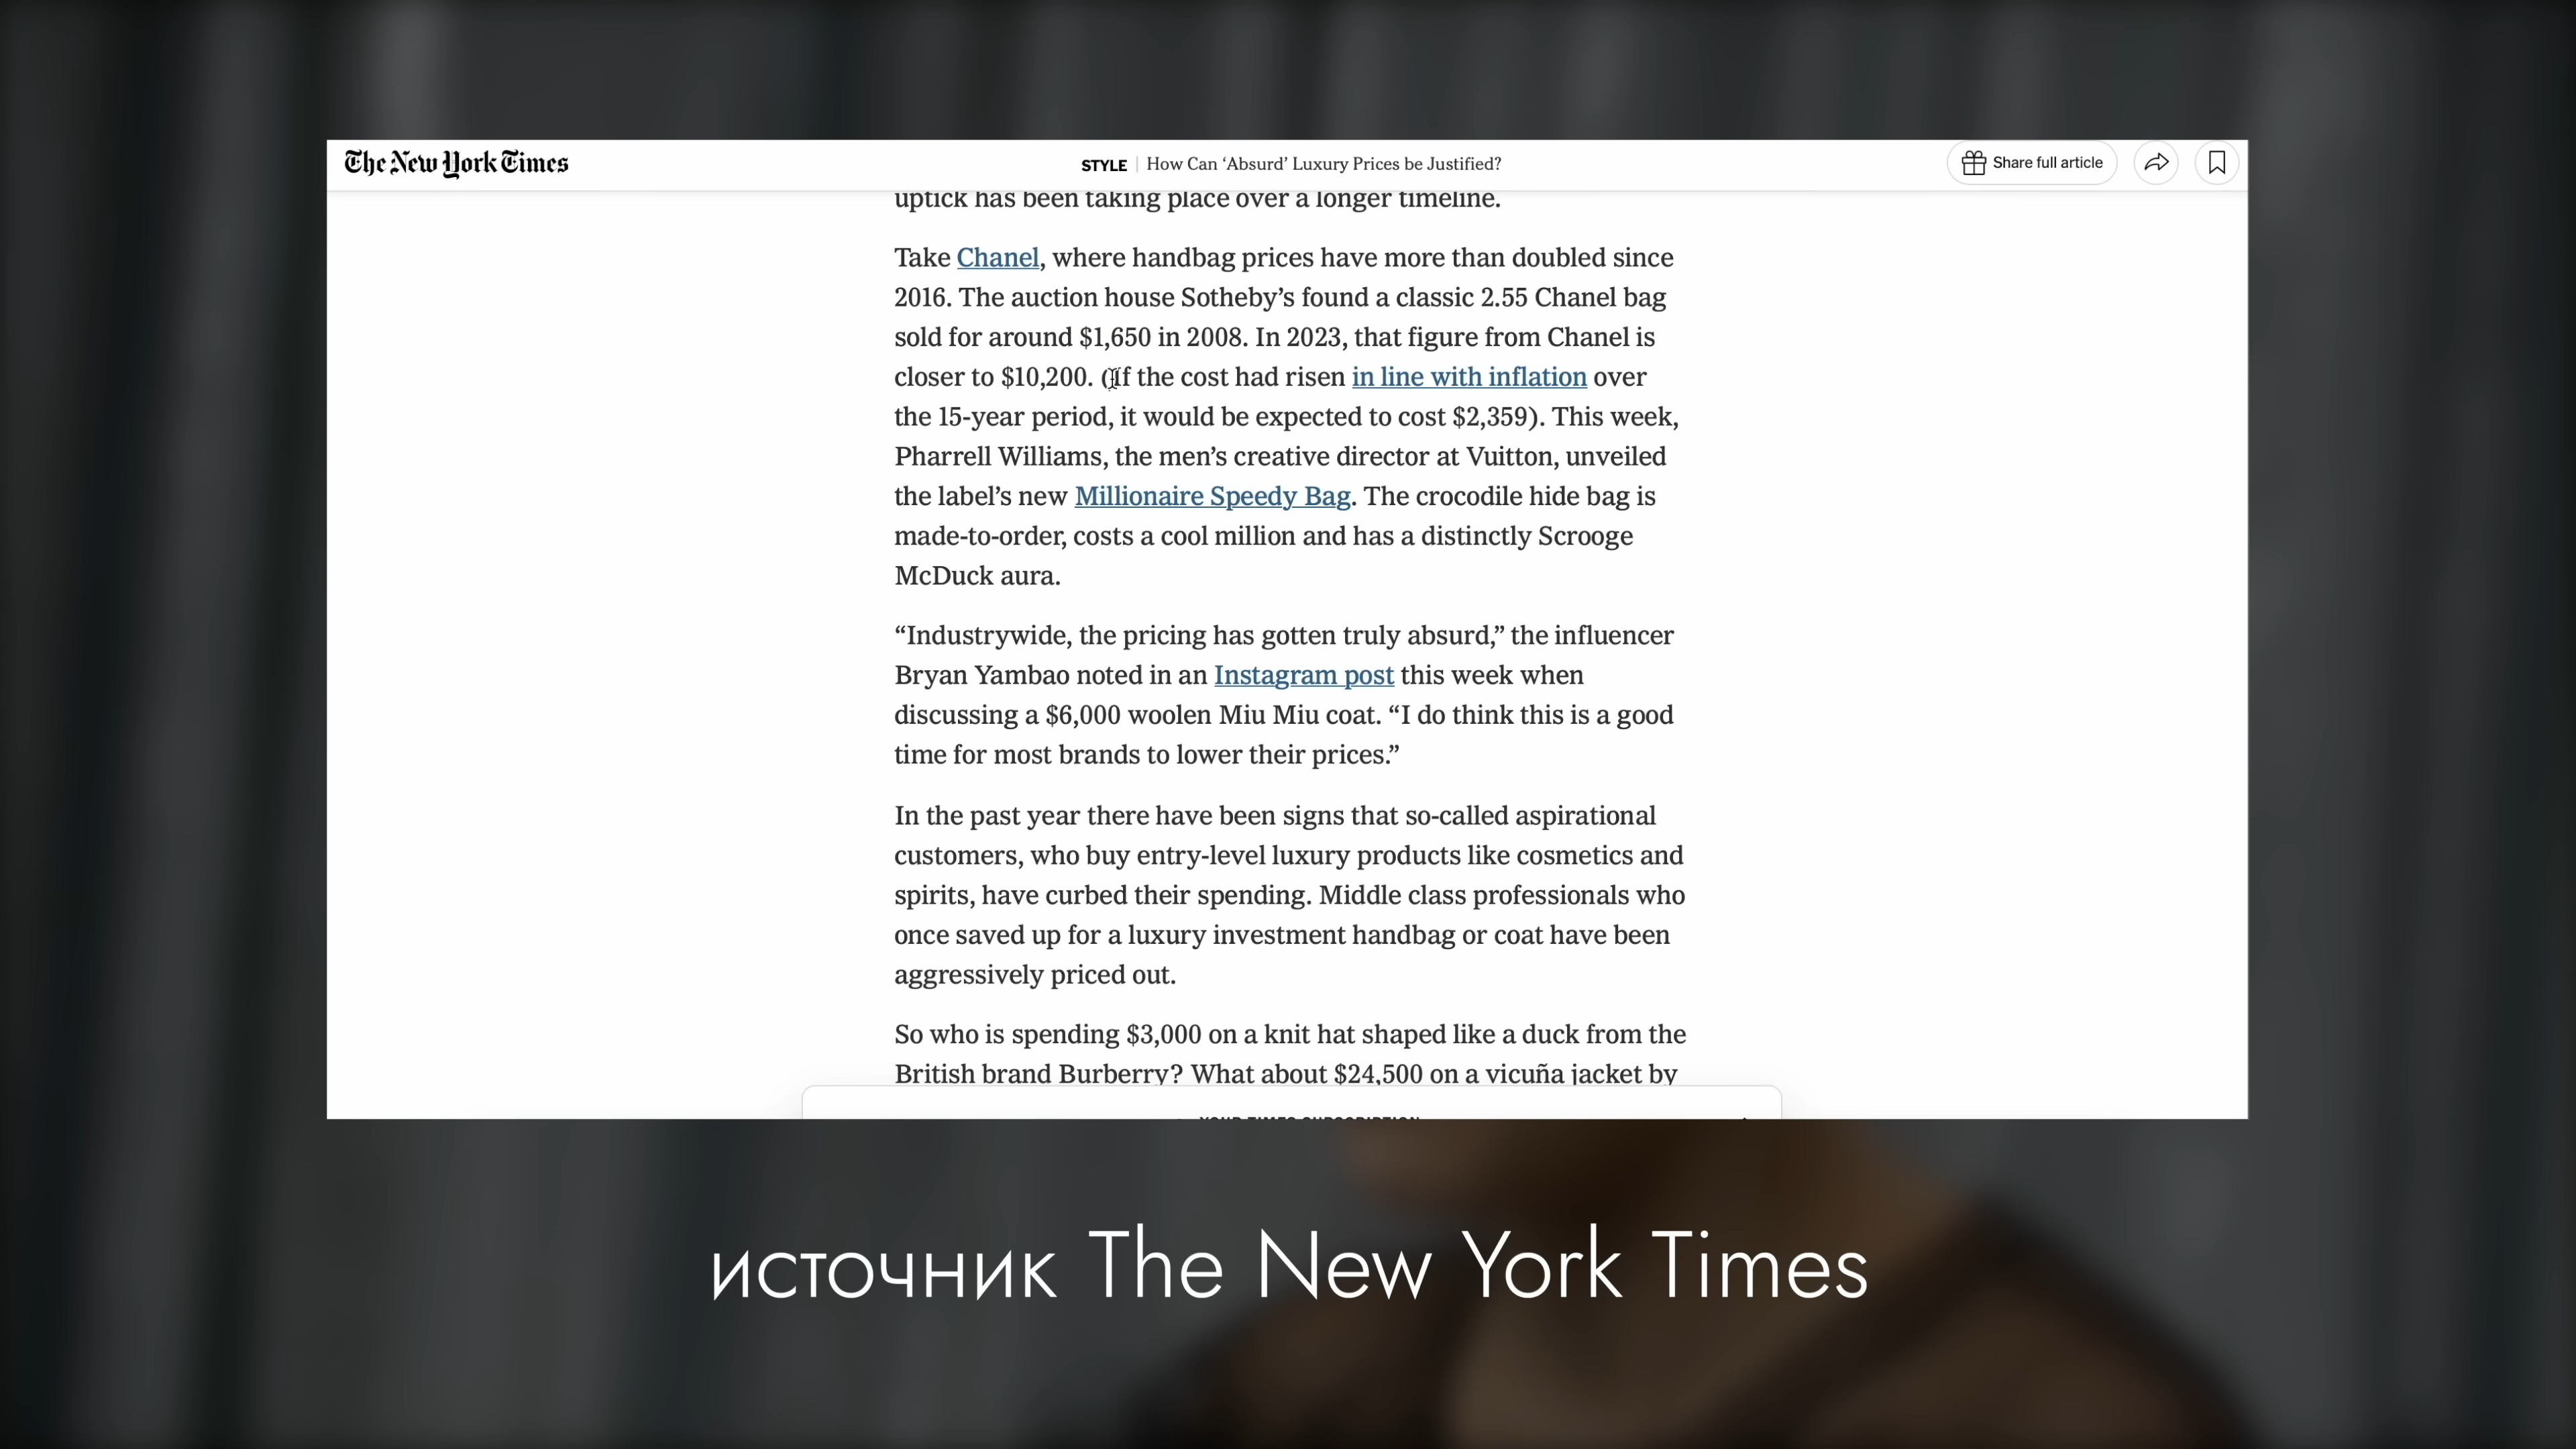 The New York Times
STYLE | How Can ‘Absurd’ Luxury Prices be Justified?
Share full article
uptick has been taking place over a longer timeline.
Take Chanel, where handbag prices have more than doubled since
2016. The auction house Sotheby’s found a classic 2.55 Chanel bag
sold for around $1,650 in 2008. In 2023, that figure from Chanel is
closer to $10,200. (If the cost had risen in line with inflation over
the 15-year period, it would be expected to cost $2,359). This week,
Pharrell Williams, the men’s creative director at Vuitton, unveiled
the label’s new Millionaire Speedy Bag. The crocodile hide bag is
made-to-order, costs a cool million and has a distinctly Scrooge
McDuck aura.
“Industrywide, the pricing has gotten truly absurd,” the influencer
Bryan Yambao noted in an Instagram post this week when
discussing a $6,000 woolen Miu Miu coat. “I do think this is a good
time for most brands to lower their prices.”
In the past year there have been signs that so-called aspirational
customers, who buy entry-level luxury products like cosmetics and
spirits, have curbed their spending. Middle class professionals who
once saved up for a luxury investment handbag or coat have been
aggressively priced out.
So who is spending $3,000 on a knit hat shaped like a duck from the
British brand Burberry? What about $24,500 on a vicuña jacket by
YOUR TIMES SUBSCRIPTION
источник The New York Times